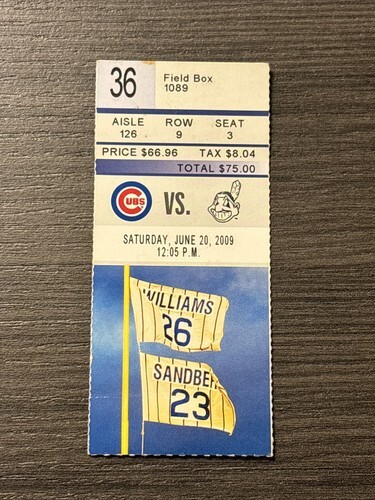 36
Field Box
1089
AISLE ROW SEAT
126 9 3
PRICE $66.96 TAX $8.04
TOTAL $75.00
CUBS VS.
SATURDAY, JUNE 20, 2009
12:05 P.M.
WILLIAMS
26
SANDBE
23